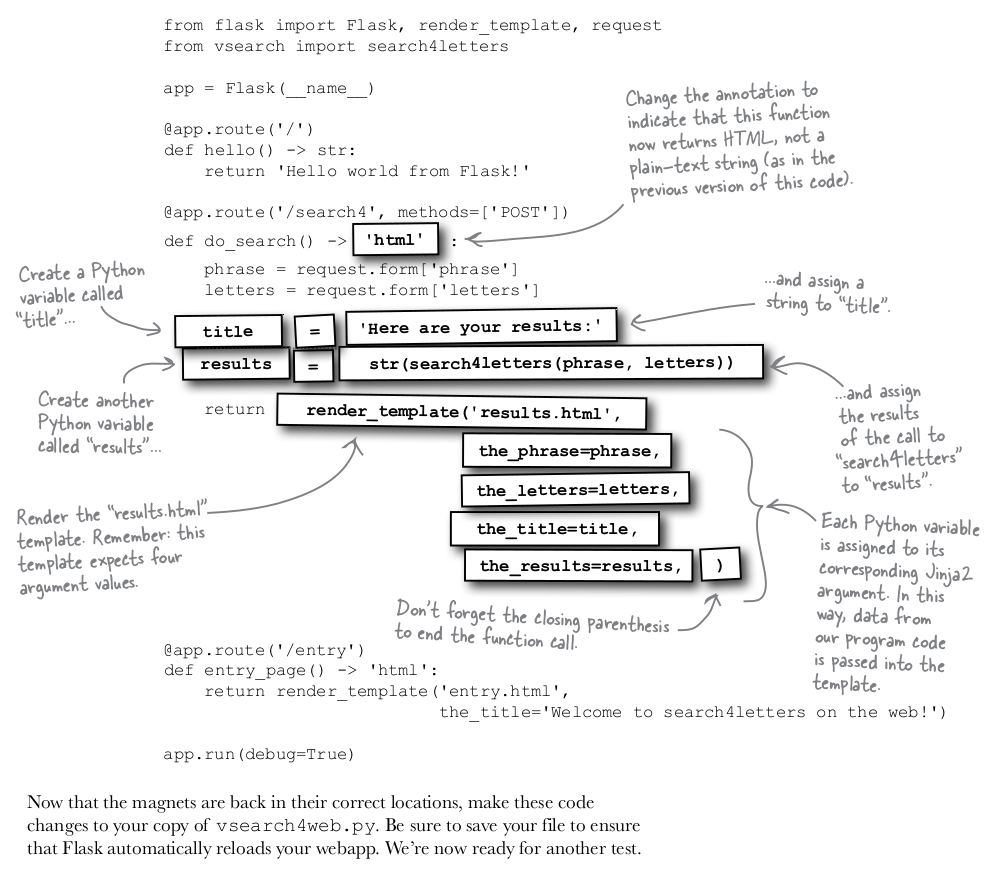 from flask import Flask, render_template, request
from vsearch import search4letters
app = Flask(__name__)
@app.route('/')
def hello() -> str:
return 'Hello world from Flask!'
Change the annotation to
indicate that this function
now returns HTML, not a
plain-text string (as in the
previous version of this code).
@app.route('/search4', methods=['POST'])
def do_search() -> 'html' :
phrase = request.form['phrase']
letters = request.form['letters']
Create a Python
variable called
“title”...
...and assign a
string to “title”.
title = 'Here are your results:'
results = str(search4letters(phrase, letters))
Create another
Python variable
called “results”...
...and assign
the results
of the call to
“search4letters”
to “results”.
return render_template('results.html',
the_phrase=phrase,
the_letters=letters,
the_title=title,
the_results=results, )
Render the “results.html”
template. Remember: this
template expects four
argument values.
Each Python variable
is assigned to its
corresponding Jinja2
argument. In this
way, data from
our program code
is passed into the
template.
Don't forget the closing parenthesis
to end the function call.
@app.route('/entry')
def entry_page() -> 'html':
return render_template('entry.html',
the_title='Welcome to search4letters on the web!')
app.run(debug=True)
Now that the magnets are back in their correct locations, make these code
changes to your copy of vsearch4web.py. Be sure to save your file to ensure
that Flask automatically reloads your webapp. We’re now ready for another test.